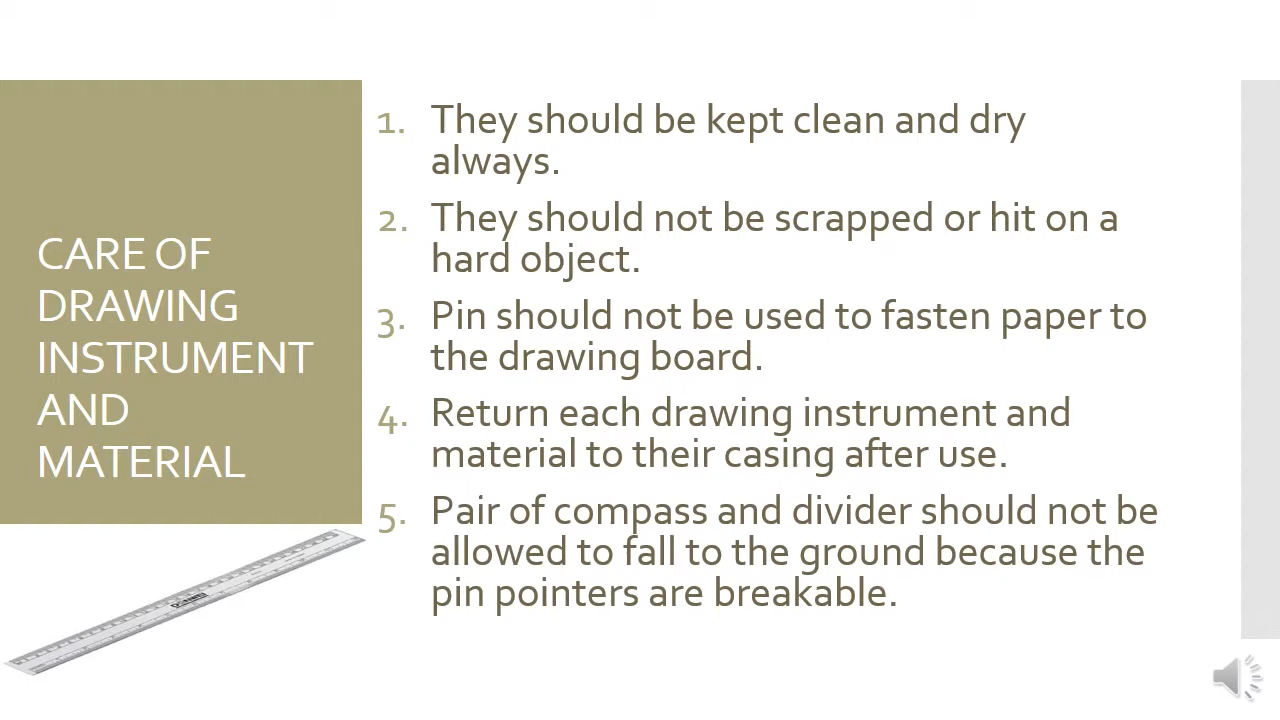 CARE OF
DRAWING
INSTRUMENT
AND
MATERIAL
1. They should be kept clean and dry
always.
2. They should not be scrapped or hit on a
hard object.
3. Pin should not be used to fasten paper to
the drawing board.
4. Return each drawing instrument and
material to their casing after use.
5. Pair of compass and divider should not be
allowed to fall to the ground because the
pin pointers are breakable.